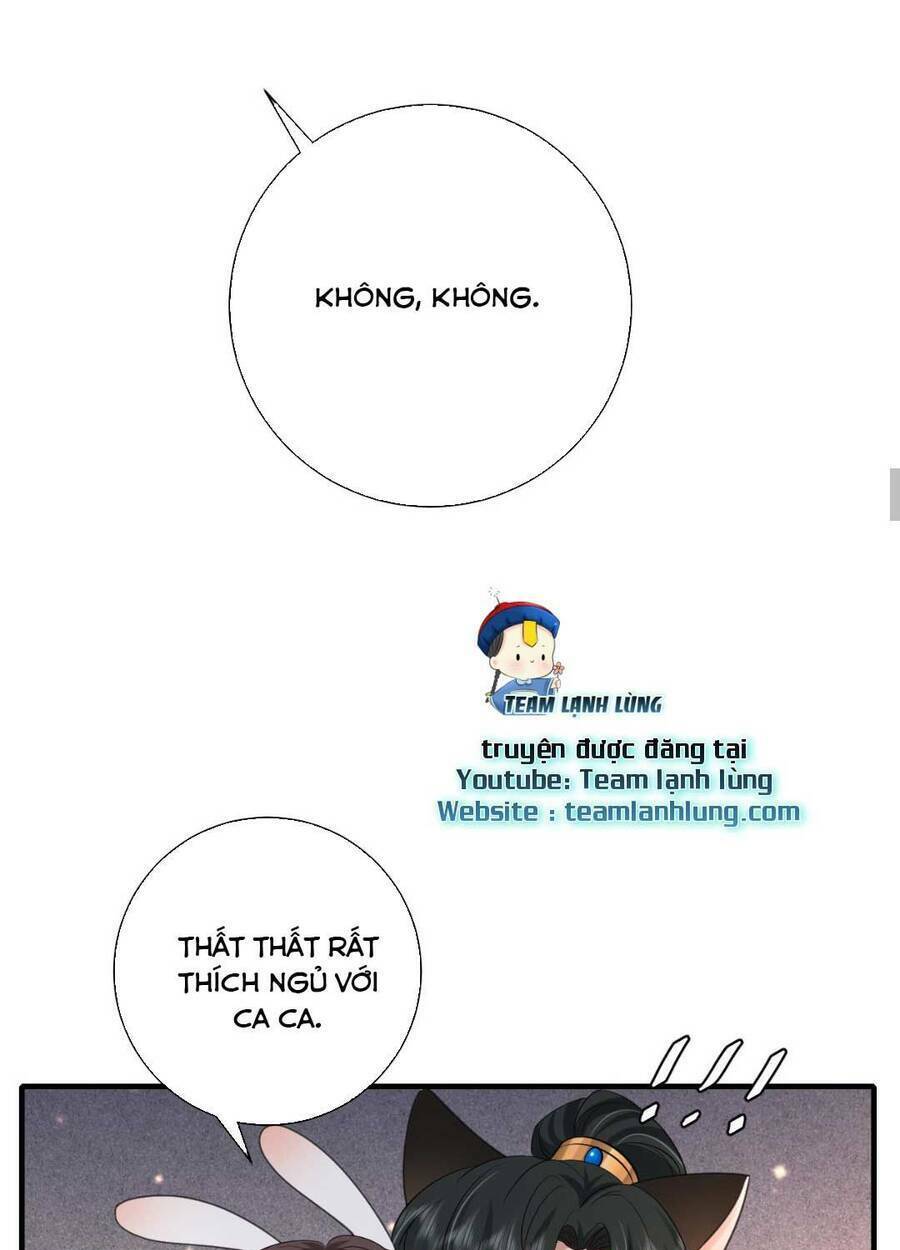 KHÔNG, KHÔNG.
TEAM LẠNH LÙNG
truyện được đăng tại
Youtube: Team lạnh lùng
Website : teamlanhlung.com
THẤT THẤT RẤT
THÍCH NGỦ VỚI
CA CA.